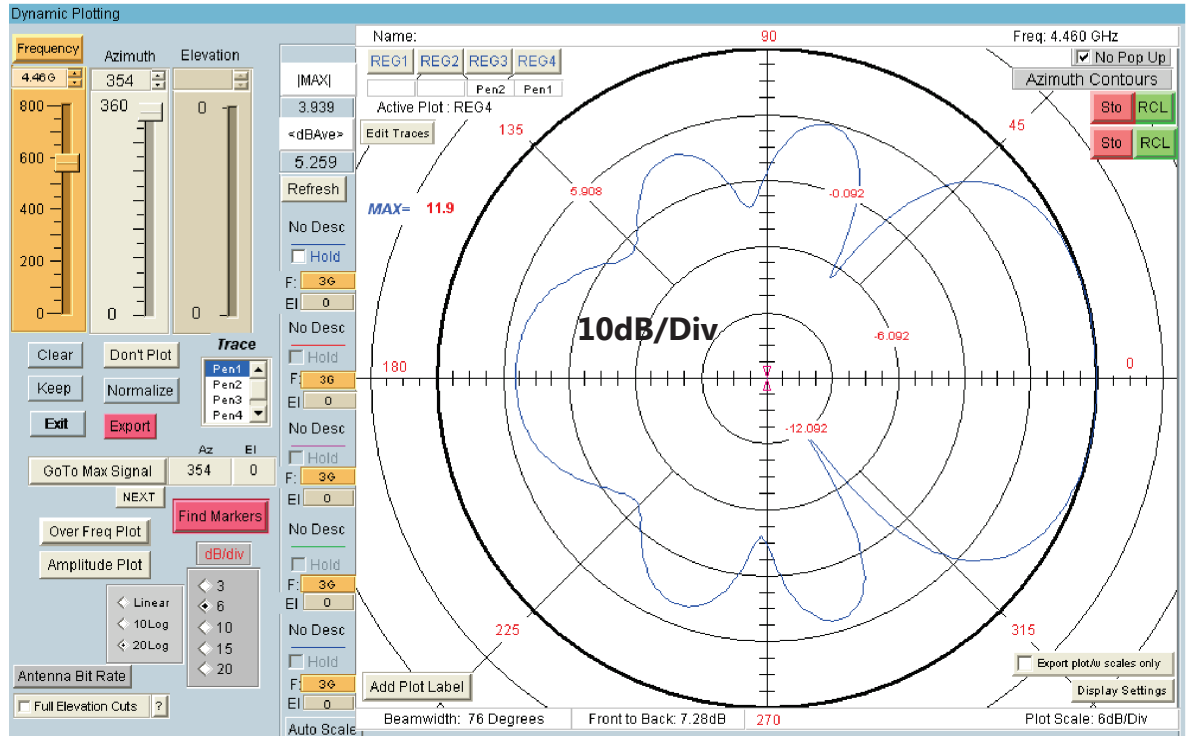 Dynamic Plotting
Frequency
Azimuth
Elevation
4.46G
354
800
600
400
200
0
360
0
0
0
Clear
Don't Plot
Keep
Normalize
Exit
Export
Trace
Pen1
Pen2
Pen3
Pen4
Az El
GoTo Max Signal 354 0
NEXT
Find Markers
Over Freq Plot
Amplitude Plot
dB/div
3
6
10
15
20
Linear
10Log
20Log
Antenna Bit Rate
Full Elevation Cuts ?
|MAX|
3.939
<dBAve>
5.259
Refresh
No Desc
Hold
F: 3G
El 0
No Desc
Hold
F: 3G
El 0
No Desc
Hold
F: 3G
El 0
No Desc
Hold
F: 3G
El 0
No Desc
Hold
F: 3G
El 0
Auto Scale
Name:
90
Freq: 4.460 GHz
REG1 REG2 REG3 REG4
Pen2 Pen1
Active Plot : REG4
Edit Traces
No Pop Up
Azimuth Contours
Sto RCL
Sto RCL
135
45
5.908
-0.092
MAX= 11.9
10dB/Div
-6.092
180
0
-12.092
225
315
Add Plot Label
Export plot/w scales only
Display Settings
Beamwidth: 76 Degrees
Front to Back: 7.28dB
270
Plot Scale: 6dB/Div